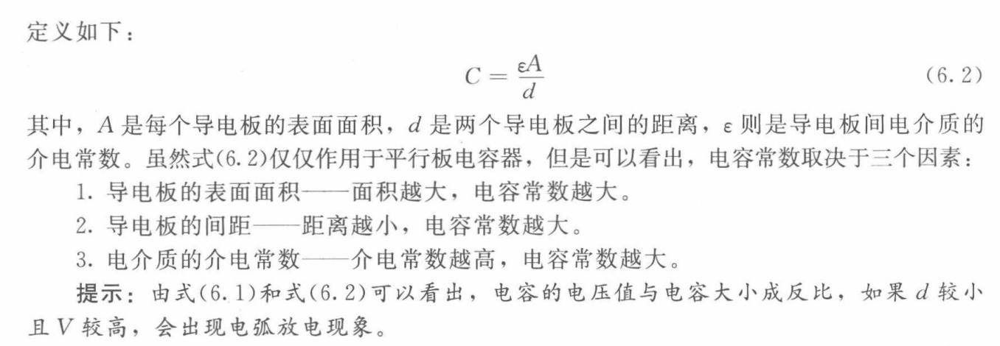 定义如下：
C = εA/d (6.2)
其中，A 是每个导电板的表面面积，d 是两个导电板之间的距离，ε 则是导电板间电介质的
介电常数。虽然式(6.2)仅仅作用于平行板电容器，但是可以看出，电容常数取决于三个因素：
1. 导电板的表面面积——面积越大，电容常数越大。
2. 导电板的间距——距离越小，电容常数越大。
3. 电介质的介电常数——介电常数越高，电容常数越大。
提示：由式(6.1)和式(6.2)可以看出，电容的电压值与电容大小成反比，如果 d 较小
且 V 较高，会出现电弧放电现象。